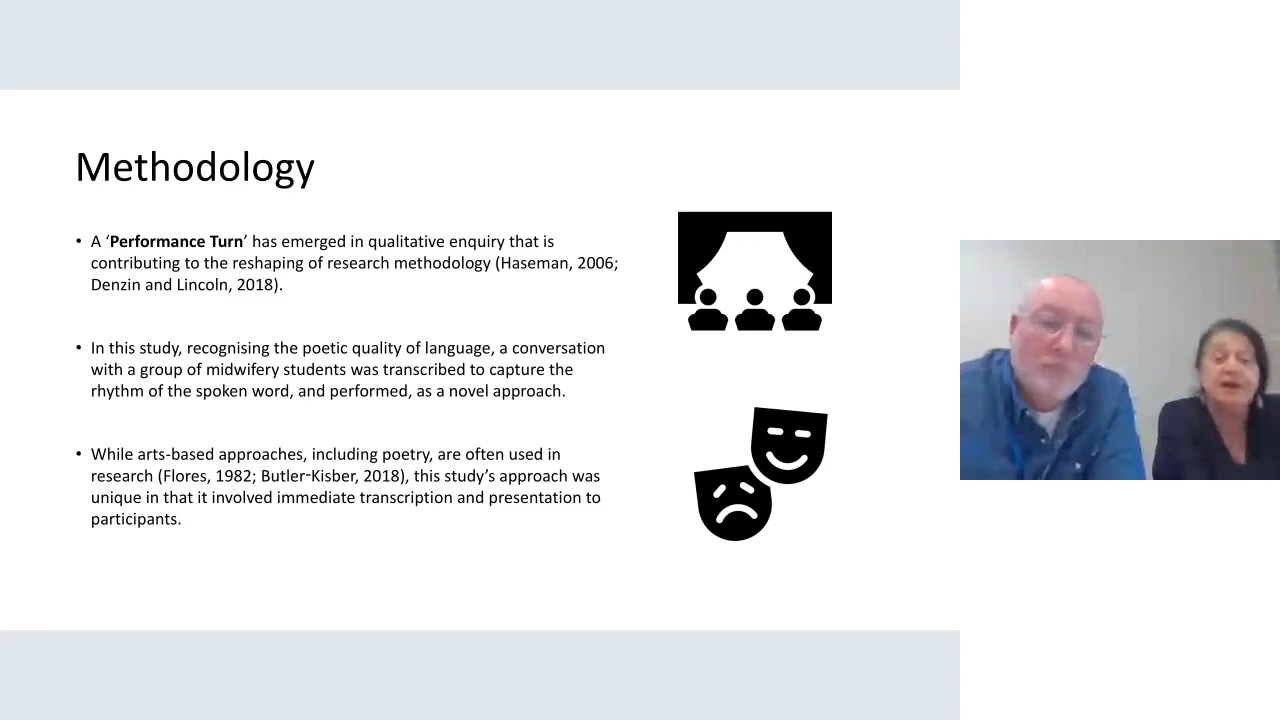 Methodology
• A ‘Performance Turn’ has emerged in qualitative enquiry that is
contributing to the reshaping of research methodology (Haseman, 2006;
Denzin and Lincoln, 2018).
• In this study, recognising the poetic quality of language, a conversation
with a group of midwifery students was transcribed to capture the
rhythm of the spoken word, and performed, as a novel approach.
• While arts-based approaches, including poetry, are often used in
research (Flores, 1982; Butler-Kisber, 2018), this study’s approach was
unique in that it involved immediate transcription and presentation to
participants.